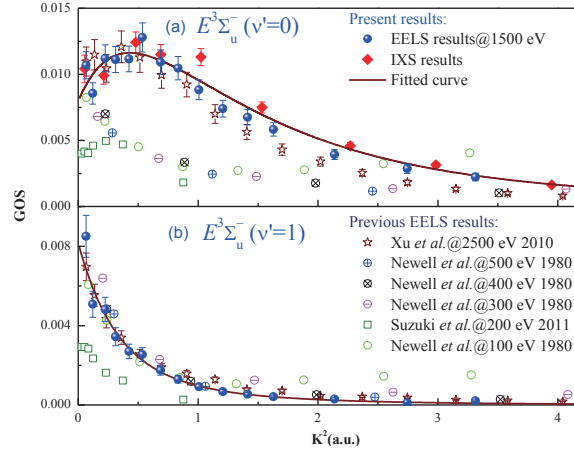 0.015
(a) E³Σᵤ⁻(ν'=0)
Present results:
EELS results@1500 eV
IXS results
Fitted curve
0.010
0.005
0.000
GOS
(b) E³Σᵤ⁻(ν'=1)
Previous EELS results:
Xu et al.@2500 eV 2010
Newell et al.@500 eV 1980
Newell et al.@400 eV 1980
Newell et al.@300 eV 1980
Suzuki et al.@200 eV 2011
Newell et al.@100 eV 1980
0.008
0.004
0.000
0 1 2 3 4
K²(a.u.)